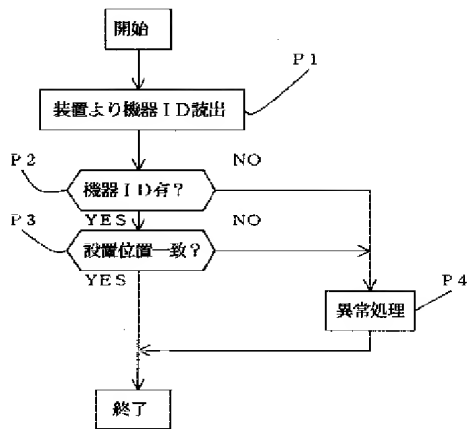 開始
P1
装置より機器ID読出
P2
NO
機器ID有?
P3
YES
NO
設置位置一致?
YES
P4
異常処理
終了